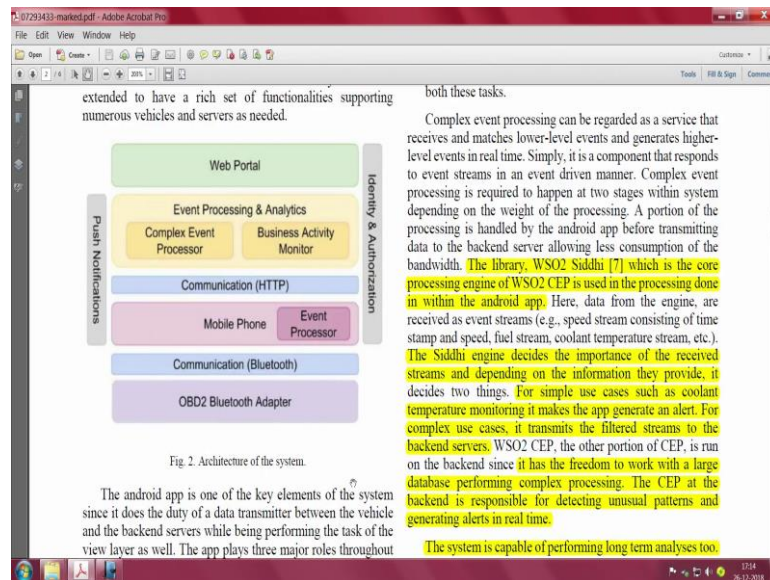 07293433-marked.pdf - Adobe Acrobat Pro
File Edit View Window Help
Open Create Customize
2 / 6 200% Tools Fill & Sign Comme
extended to have a rich set of functionalities supporting
numerous vehicles and servers as needed.
Web Portal
Event Processing & Analytics
Complex Event
Processor
Business Activity
Monitor
Communication (HTTP)
Mobile Phone
Event
Processor
Communication (Bluetooth)
OBD2 Bluetooth Adapter
Push Notifications
Identity & Authorization
Fig. 2. Architecture of the system.
The android app is one of the key elements of the system
since it does the duty of a data transmitter between the vehicle
and the backend servers while being performing the task of the
view layer as well. The app plays three major roles throughout
both these tasks.
Complex event processing can be regarded as a service that
receives and matches lower-level events and generates higher-
level events in real time. Simply, it is a component that responds
to event streams in an event driven manner. Complex event
processing is required to happen at two stages within system
depending on the weight of the processing. A portion of the
processing is handled by the android app before transmitting
data to the backend server allowing less consumption of the
bandwidth. The library, WSO2 Siddhi [7] which is the core
processing engine of WSO2 CEP is used in the processing done
in within the android app. Here, data from the engine, are
received as event streams (e.g., speed stream consisting of time
stamp and speed, fuel stream, coolant temperature stream, etc.).
The Siddhi engine decides the importance of the received
streams and depending on the information they provide, it
decides two things. For simple use cases such as coolant
temperature monitoring it makes the app generate an alert. For
complex use cases, it transmits the filtered streams to the
backend servers. WSO2 CEP, the other portion of CEP, is run
on the backend since it has the freedom to work with a large
database performing complex processing. The CEP at the
backend is responsible for detecting unusual patterns and
generating alerts in real time.
The system is capable of performing long term analyses too.
17:14
26-12-2018